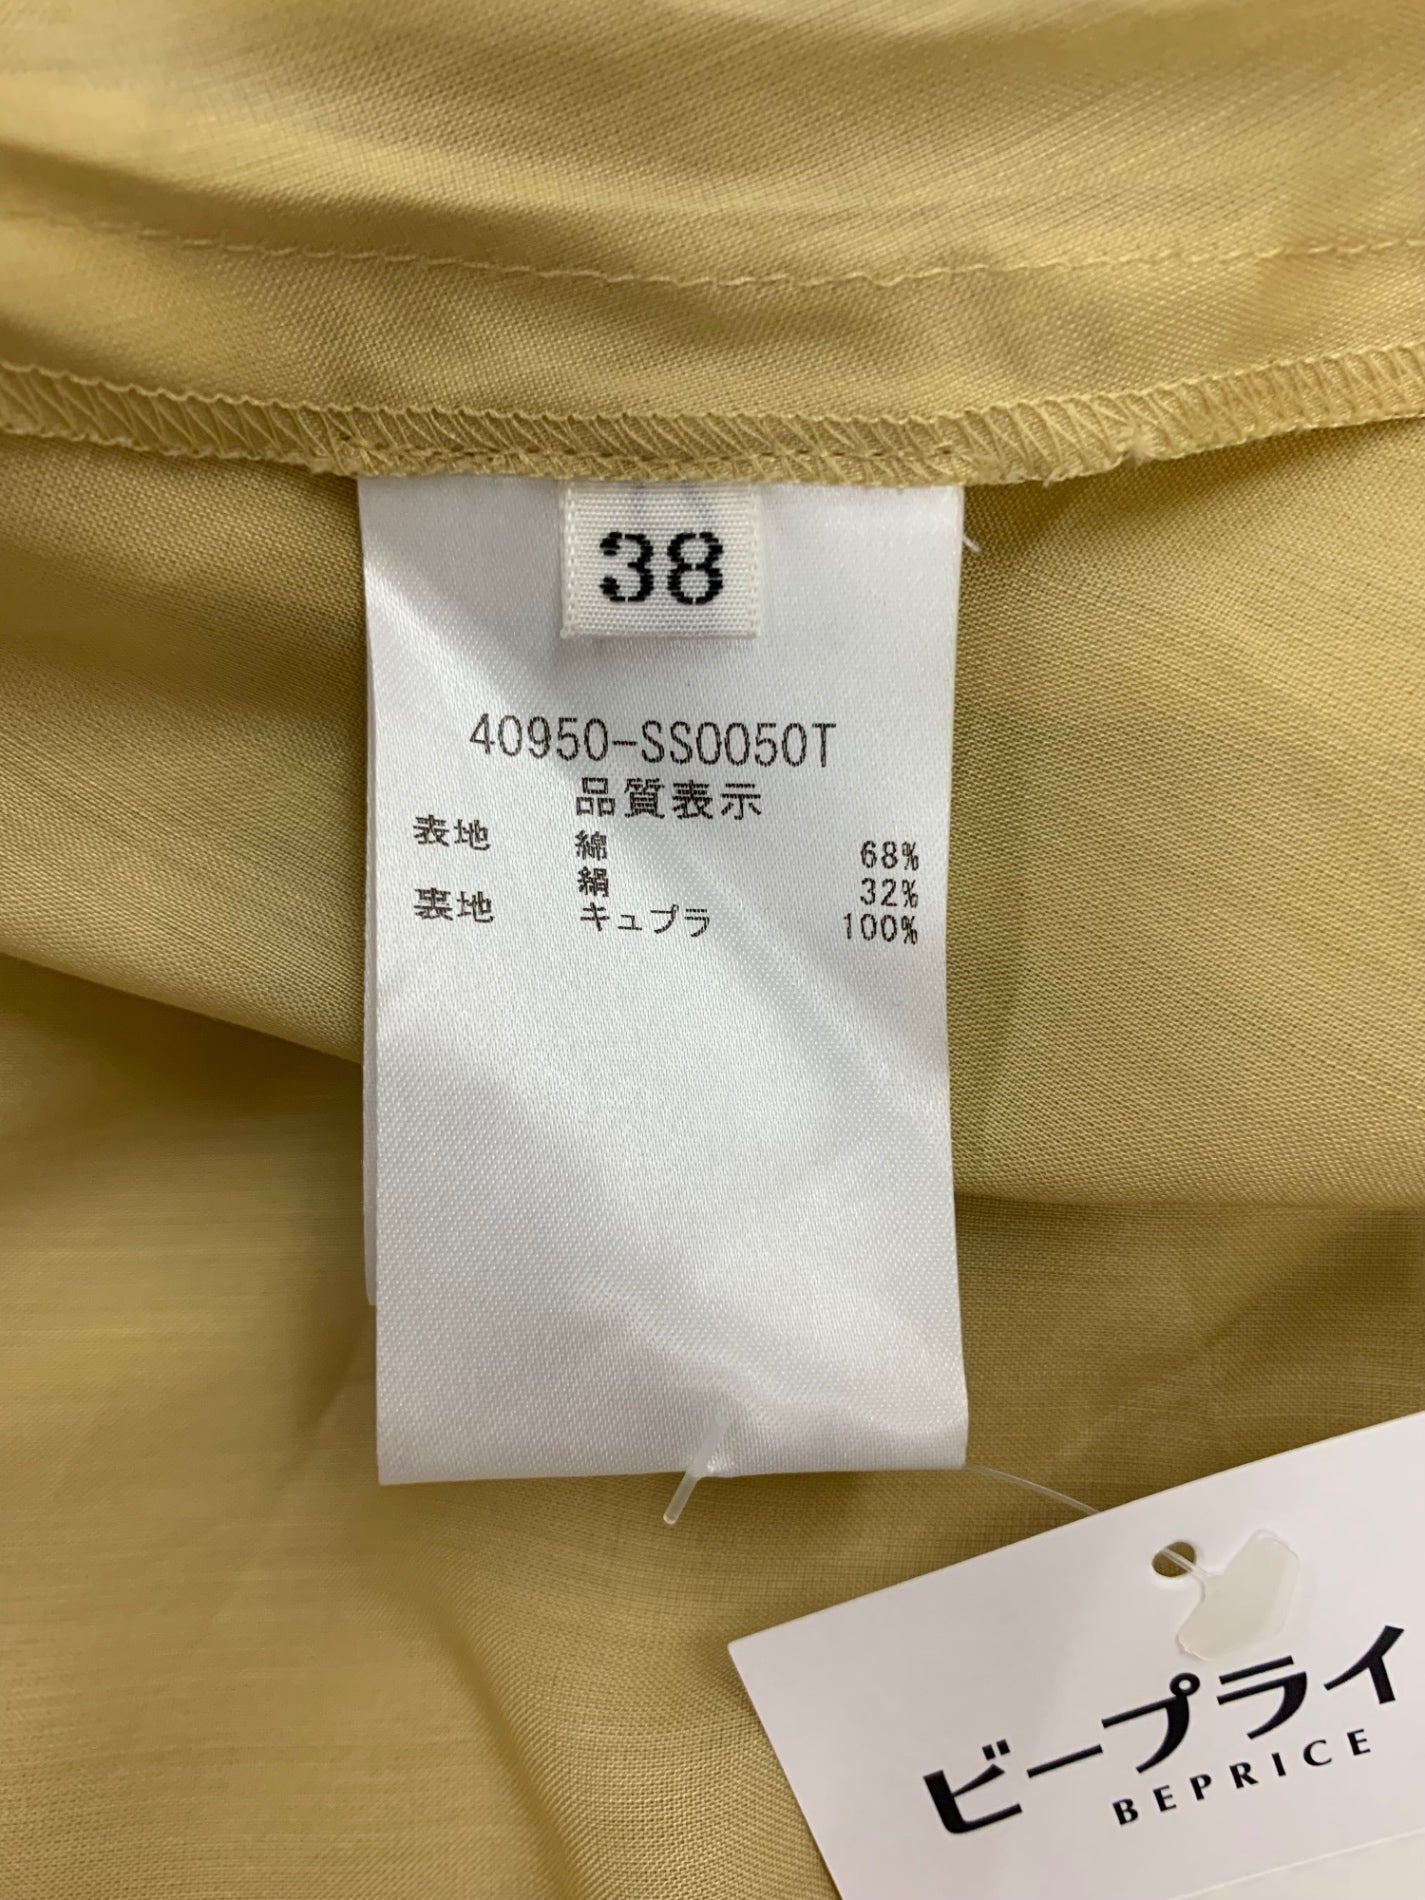 38
40950-SS0050T
品質表示
表地 綿 68%
絹 32%
裏地 キュプラ 100%
ビープライ
BEPRICE